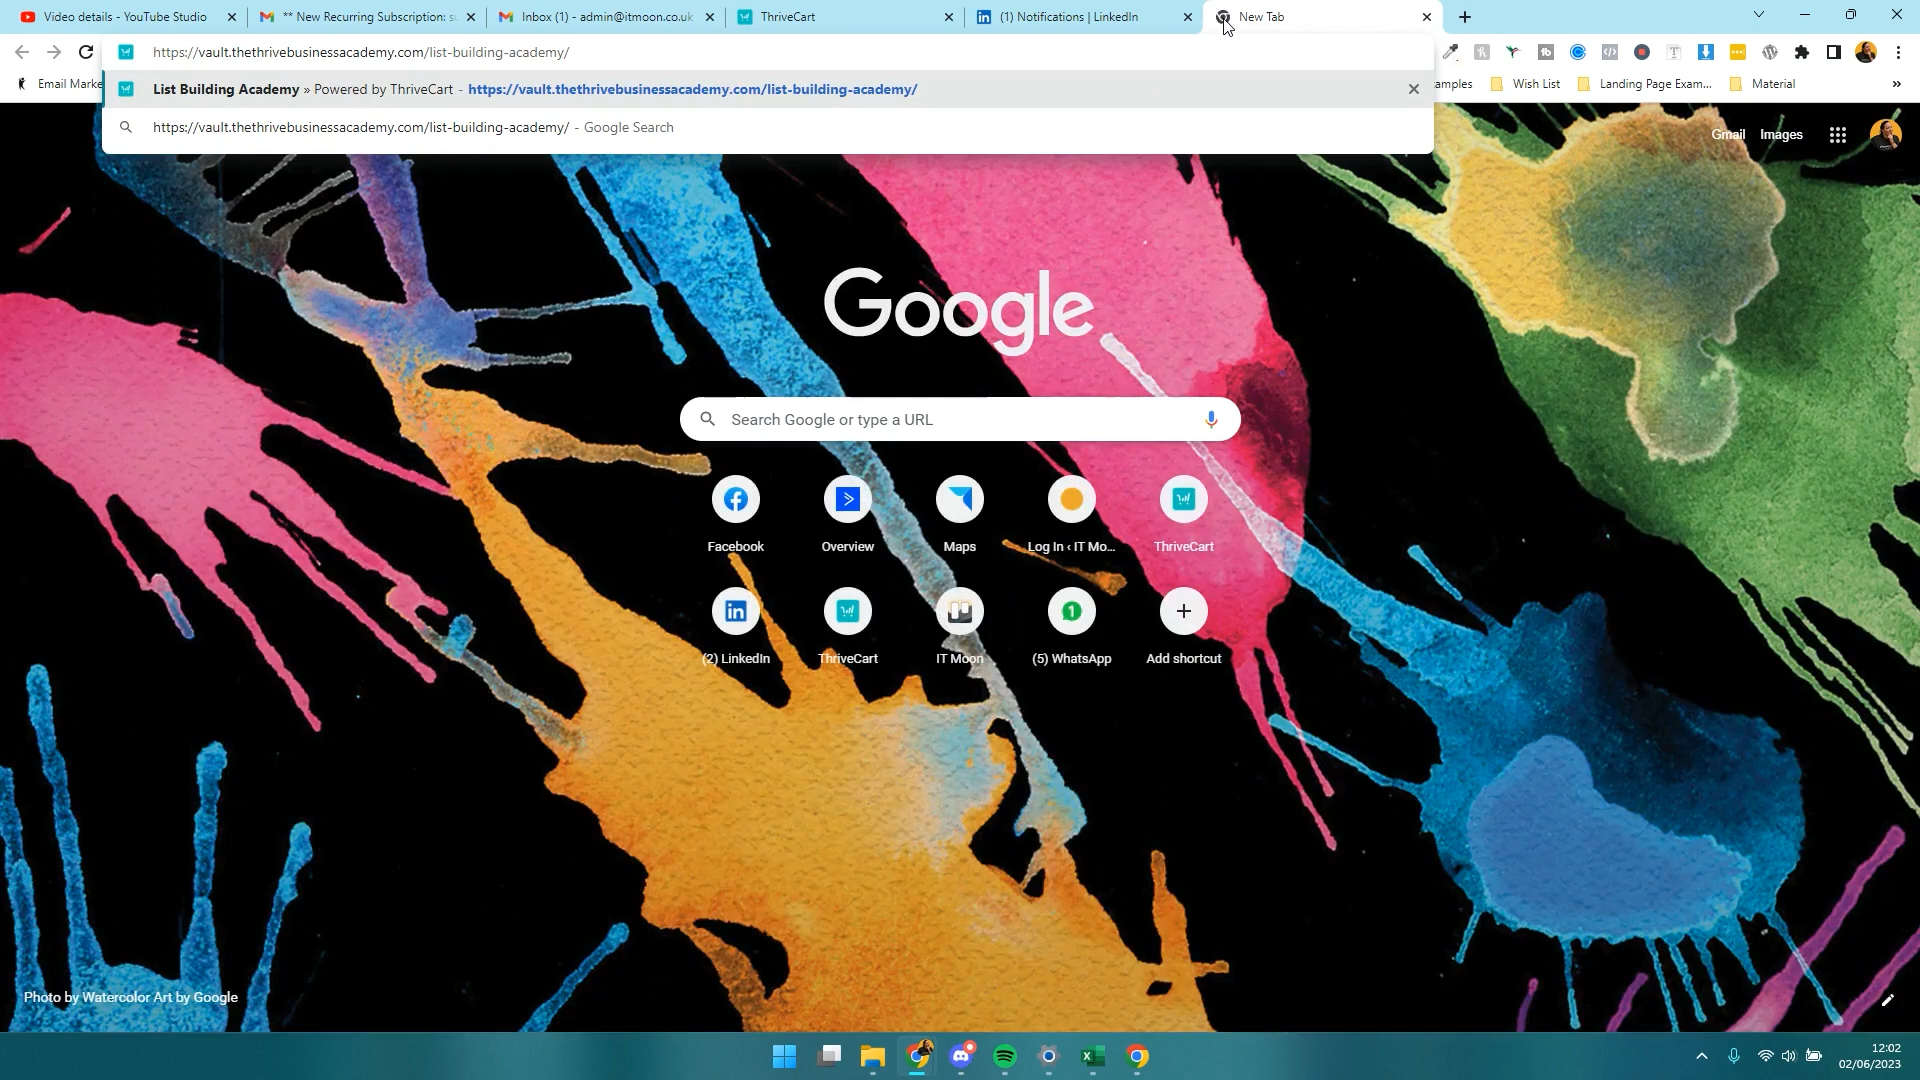 Video details - YouTube Studio
** New Recurring Subscription: su
Inbox (1) - admin@itmoon.co.uk
ThriveCart
(1) Notifications | LinkedIn
New Tab
https://vault.thethrivebusinessacademy.com/list-building-academy/
Email Marke
List Building Academy » Powered by ThriveCart - https://vault.thethrivebusinessacademy.com/list-building-academy/
amples
Wish List
Landing Page Exam...
Material
»
https://vault.thethrivebusinessacademy.com/list-building-academy/ - Google Search
Gmail Images
Google
Search Google or type a URL
Facebook
Overview
Maps
Log In ‹ IT Mo...
ThriveCart
(2) LinkedIn
ThriveCart
IT Moon
(5) WhatsApp
Add shortcut
Photo by Watercolor Art by Google
12:02
02/06/2023